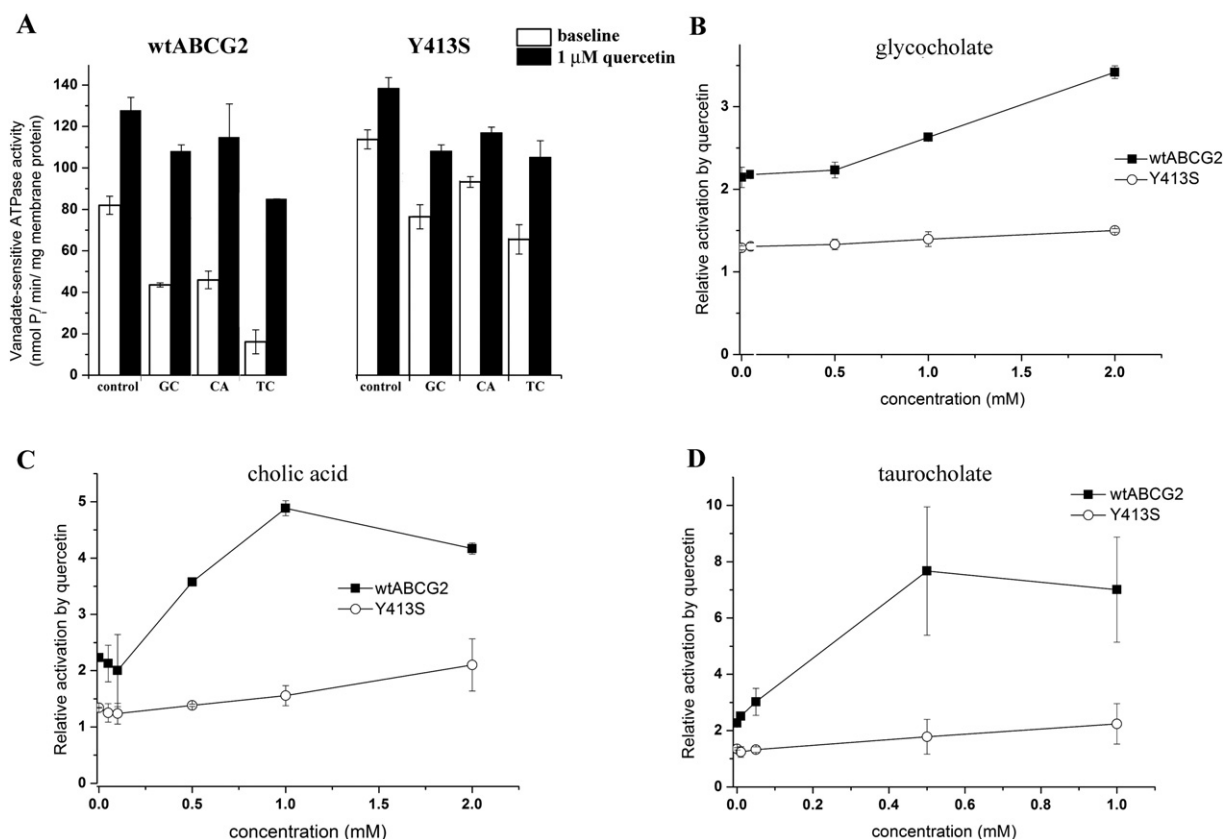 A
wtABCG2
Y413S
baseline
1 μM quercetin
Vanadate-sensitive ATPase activity
(nmol Pi/ min/ mg membrane protein)
140
120
100
80
60
40
20
0
control GC CA TC
control GC CA TC
B
glycocholate
Relative activation by quercetin
3
2
1
0
wtABCG2
Y413S
0.0 0.5 1.0 1.5 2.0
concentration (mM)
C
cholic acid
Relative activation by quercetin
5
4
3
2
1
0
wtABCG2
Y413S
0.0 0.5 1.0 1.5 2.0
concentration (mM)
D
taurocholate
Relative activation by quercetin
10
8
6
4
2
0
wtABCG2
Y413S
0.0 0.2 0.4 0.6 0.8 1.0
concentration (mM)